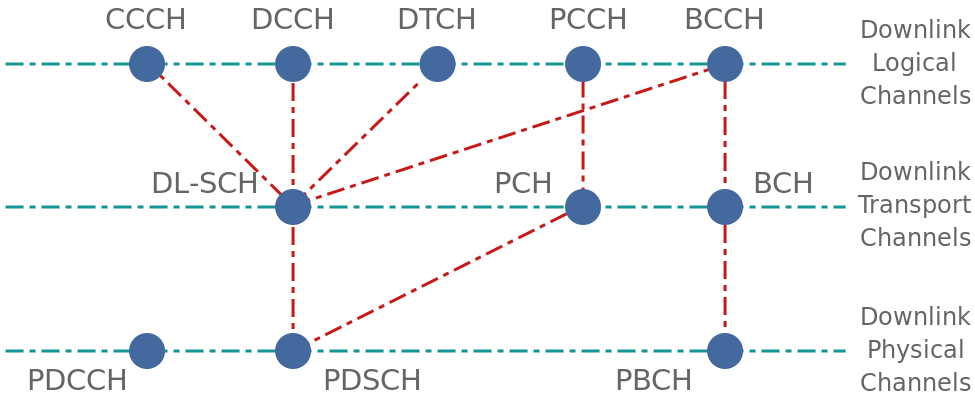 CCCH DCCH DTCH PCCH BCCH
Downlink
Logical
Channels
DL-SCH PCH BCH
Downlink
Transport
Channels
Downlink
Physical
Channels
PDCCH PDSCH PBCH